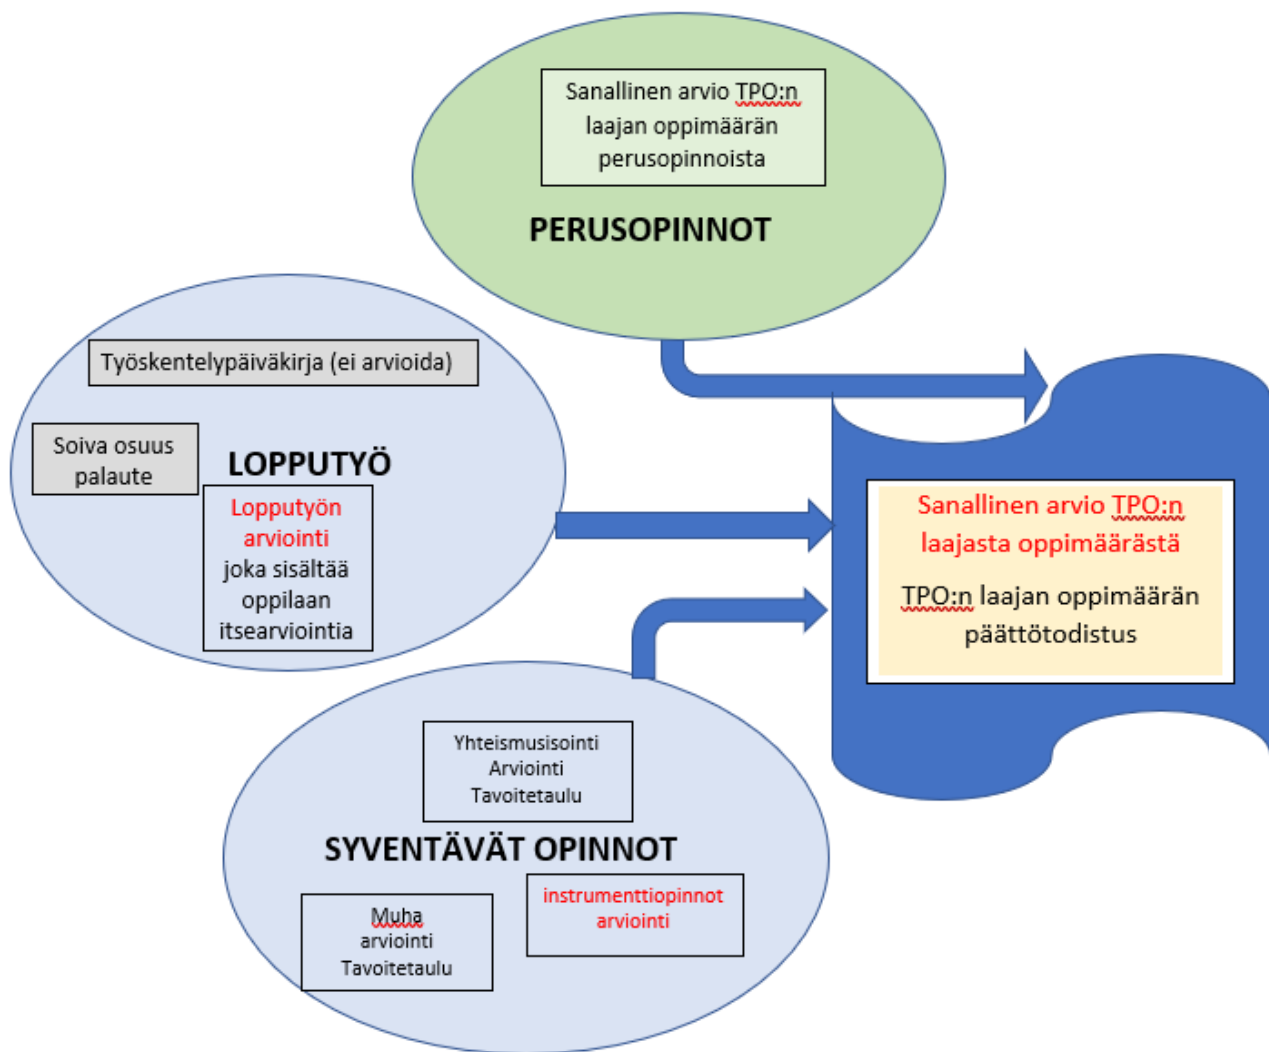 Sanallinen arvio TPO:n
laajan oppimäärän
perusopinnoista
PERUSOPINNOT
Työskentelypäiväkirja (ei arvioida)
Soiva osuus
palaute
LOPPUTYÖ
Lopputyön
arviointi
joka sisältää
oppilaan
itsearviointia
Sanallinen arvio TPO:n
laajasta oppimäärästä
TPO:n laajan oppimäärän
päättötodistus
Yhteismusisointi
Arviointi
Tavoitetaulu
SYVENTÄVÄT OPINNOT
Muha
arviointi
Tavoitetaulu
instrumenttiopinnot
arviointi